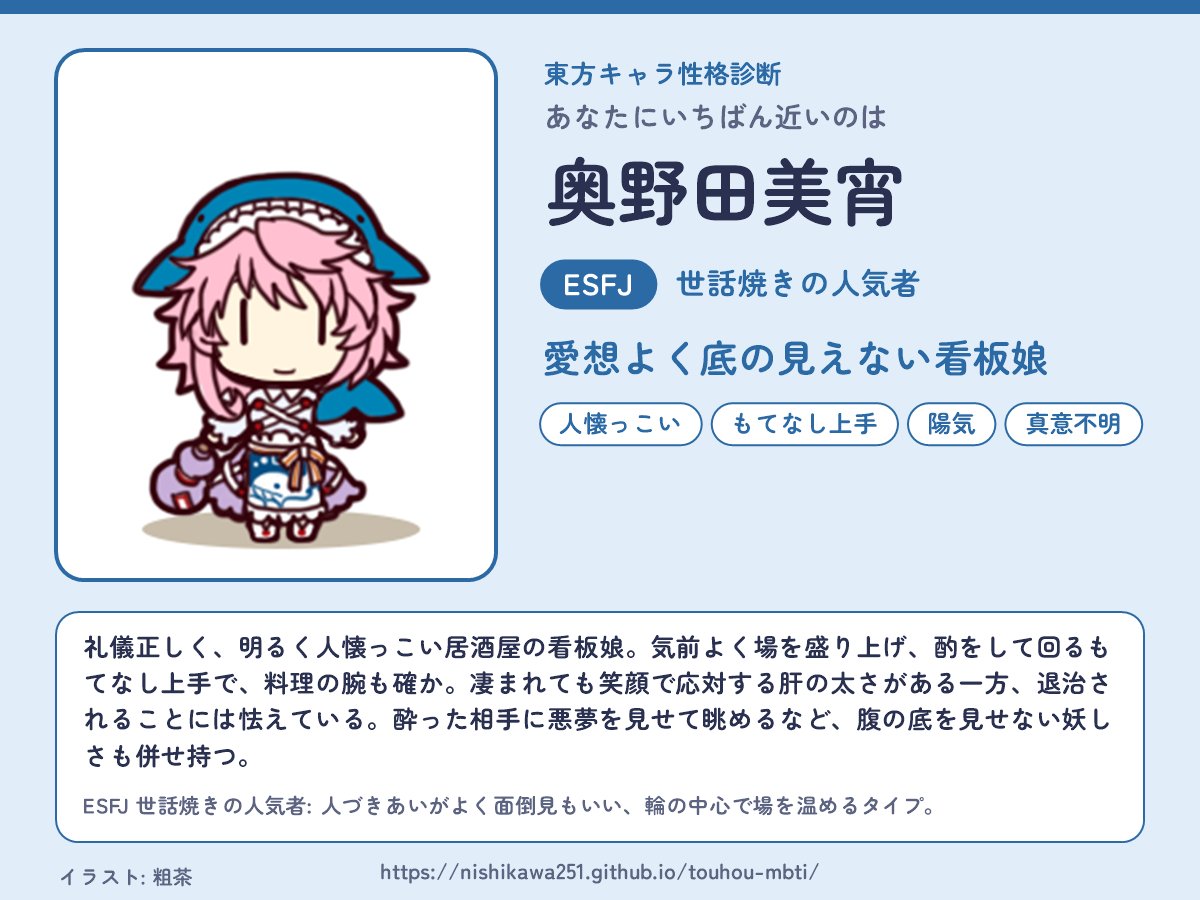 東方キャラ性格診断
あなたにいちばん近いのは
奥野田美宵
ESFJ 世話焼きの人気者
愛想よく底の見えない看板娘
人懐っこい もてなし上手 陽気 真意不明
礼儀正しく、明るく人懐っこい居酒屋の看板娘。気前よく場を盛り上げ、酌をして回るも
てなし上手で、料理の腕も確か。凄まれても笑顔で応対する肝の太さがある一方、退治さ
れることには怯えている。酔った相手に悪夢を見せて眺めるなど、腹の底を見せない妖し
さも併せ持つ。
ESFJ 世話焼きの人気者: 人づきあいがよく面倒見もいい、輪の中心で場を温めるタイプ。
イラスト: 粗茶
https://nishikawa251.github.io/touhou-mbti/